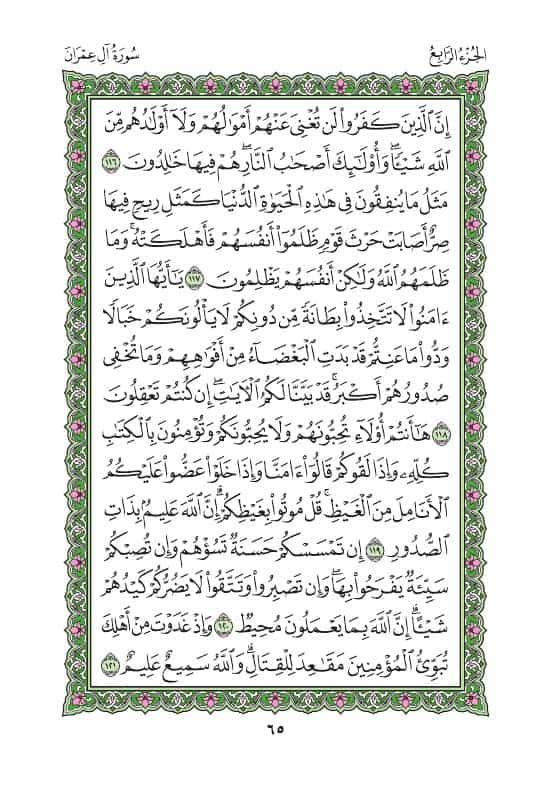 الجُزْءُ الرَّابِعُ
سُورَةُ آلِ عِمْرَانَ
إِنَّ ٱلَّذِينَ كَفَرُوا۟ لَن تُغْنِىَ عَنْهُمْ أَمْوَٰلُهُمْ وَلَآ أَوْلَٰدُهُم مِّنَ
ٱللَّهِ شَيْـًٔا ۖ وَأُو۟لَٰٓئِكَ أَصْحَٰبُ ٱلنَّارِ ۚ هُمْ فِيهَا خَٰلِدُونَ ١١٦
مَثَلُ مَا يُنفِقُونَ فِى هَٰذِهِ ٱلْحَيَوٰةِ ٱلدُّنْيَا كَمَثَلِ رِيحٍ فِيهَا
صِرٌّ أَصَابَتْ حَرْثَ قَوْمٍ ظَلَمُوٓا۟ أَنفُسَهُمْ فَأَهْلَكَتْهُ ۚ وَمَا
ظَلَمَهُمُ ٱللَّهُ وَلَٰكِنْ أَنفُسَهُمْ يَظْلِمُونَ ١١٧ يَٰٓأَيُّهَا ٱلَّذِينَ
ءَامَنُوا۟ لَا تَتَّخِذُوا۟ بِطَانَةً مِّن دُونِكُمْ لَا يَأْلُونَكُمْ خَبَالًا
وَدُّوا۟ مَا عَنِتُّمْ قَدْ بَدَتِ ٱلْبَغْضَآءُ مِنْ أَفْوَٰهِهِمْ وَمَا تُخْفِى
صُدُورُهُمْ أَكْبَرُ ۚ قَدْ بَيَّنَّا لَكُمُ ٱلْـَٔايَٰتِ ۖ إِن كُنتُمْ تَعْقِلُونَ
١١٨ هَٰٓأَنتُمْ أُو۟لَآءِ تُحِبُّونَهُمْ وَلَا يُحِبُّونَكُمْ وَتُؤْمِنُونَ بِٱلْكِتَٰبِ
كُلِّهِۦ وَإِذَا لَقُوكُمْ قَالُوٓا۟ ءَامَنَّا وَإِذَا خَلَوْا۟ عَضُّوا۟ عَلَيْكُمُ
ٱلْأَنَامِلَ مِنَ ٱلْغَيْظِ ۚ قُلْ مُوتُوا۟ بِغَيْظِكُمْ ۗ إِنَّ ٱللَّهَ عَلِيمٌۢ بِذَاتِ
ٱلصُّدُورِ ١١٩ إِن تَمْسَسْكُمْ حَسَنَةٌ تَسُؤْهُمْ وَإِن تُصِبْكُمْ
سَيِّئَةٌ يَفْرَحُوا۟ بِهَا ۖ وَإِن تَصْبِرُوا۟ وَتَتَّقُوا۟ لَا يَضُرُّكُمْ كَيْدُهُمْ
شَيْـًٔا ۗ إِنَّ ٱللَّهَ بِمَا يَعْمَلُونَ مُحِيطٌ ١٢٠ وَإِذْ غَدَوْتَ مِنْ أَهْلِكَ
تُبَوِّئُ ٱلْمُؤْمِنِينَ مَقَٰعِدَ لِلْقِتَالِ ۗ وَٱللَّهُ سَمِيعٌ عَلِيمٌ ١٢١
٦٥